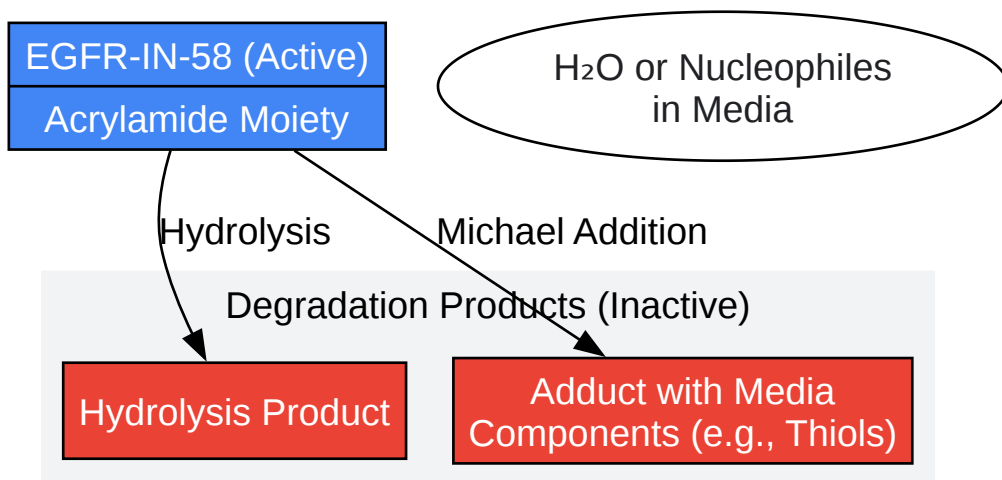 EGFR-IN-58 (Active)
Acrylamide Moiety
H₂O or Nucleophiles
in Media
Hydrolysis
Michael Addition
Degradation Products (Inactive)
Hydrolysis Product
Adduct with Media
Components (e.g., Thiols)